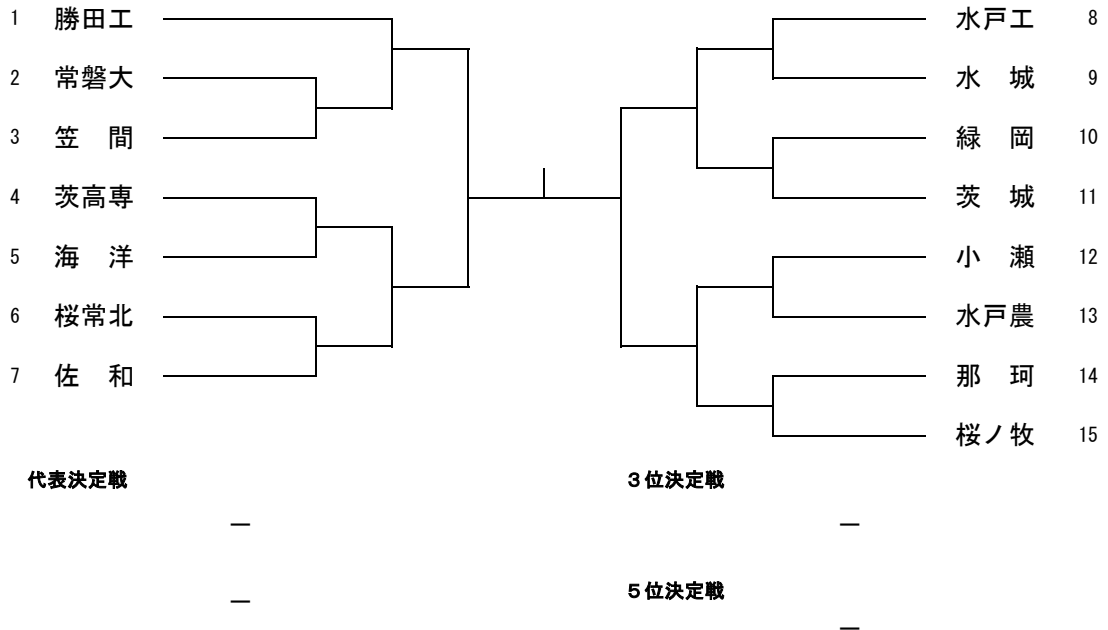 1 勝田工
2 常磐大
3 笠　間
4 茨高専
5 海　洋
6 桜常北
7 佐　和
水戸工 8
水　城 9
緑　岡 10
茨　城 11
小　瀬 12
水戸農 13
那　珂 14
桜ノ牧 15
代表決定戦
―
―
３位決定戦
―
５位決定戦
―